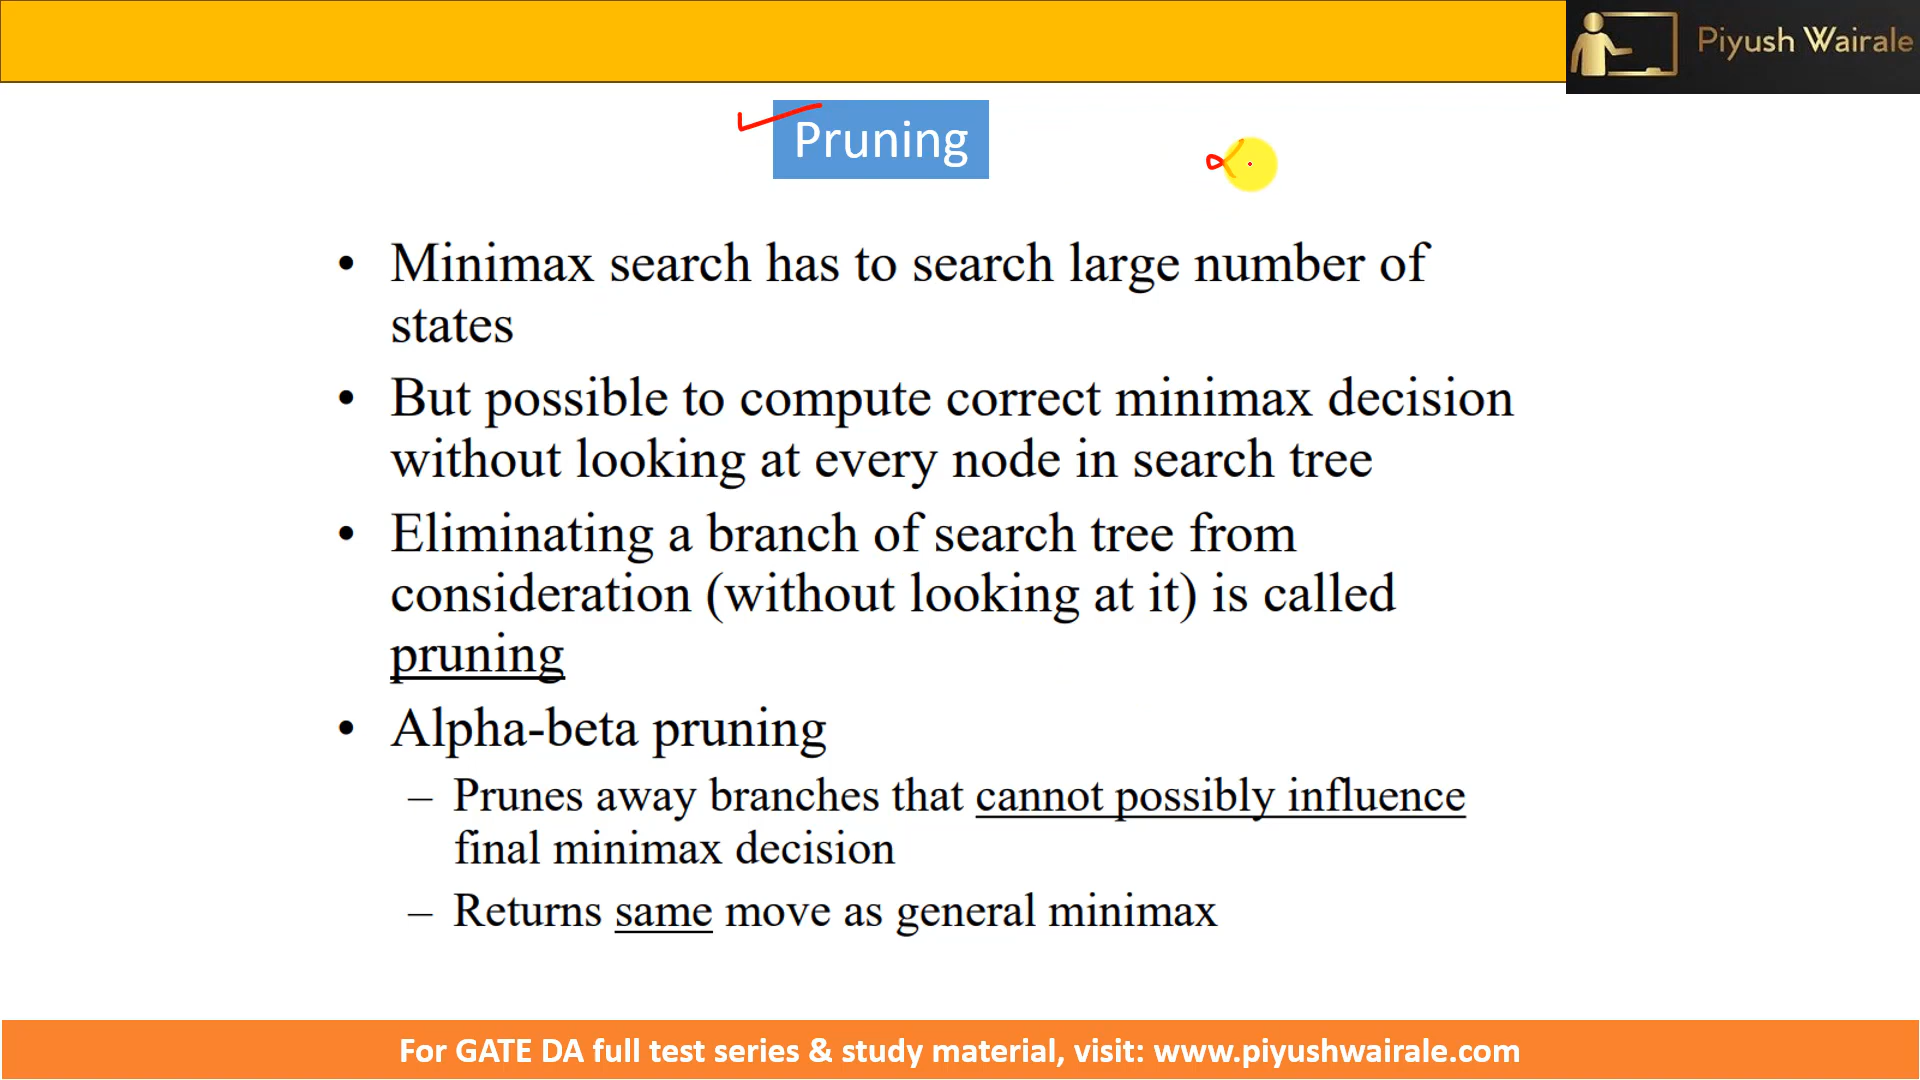 Piyush Wairale
Pruning
∝
• Minimax search has to search large number of
states
• But possible to compute correct minimax decision
without looking at every node in search tree
• Eliminating a branch of search tree from
consideration (without looking at it) is called
pruning
• Alpha-beta pruning
– Prunes away branches that cannot possibly influence
final minimax decision
– Returns same move as general minimax
For GATE DA full test series & study material, visit: www.piyushwairale.com